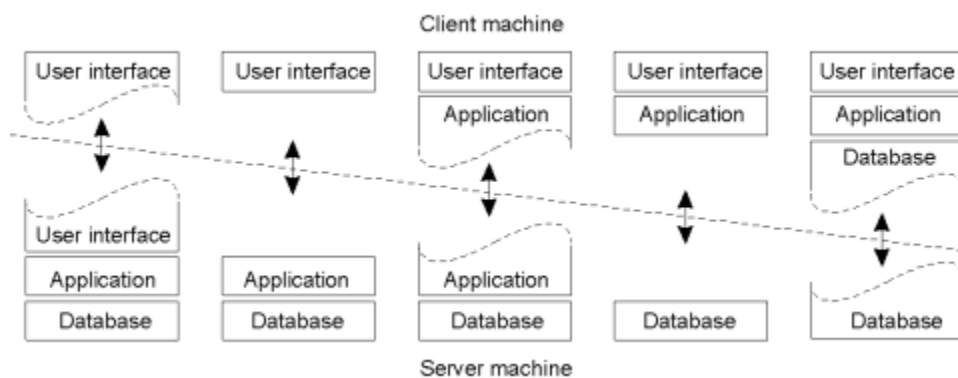 Client machine
User interface User interface User interface User interface User interface
Application Application Application
Database
User interface
Application Application Application
Database Database Database Database Database
Server machine